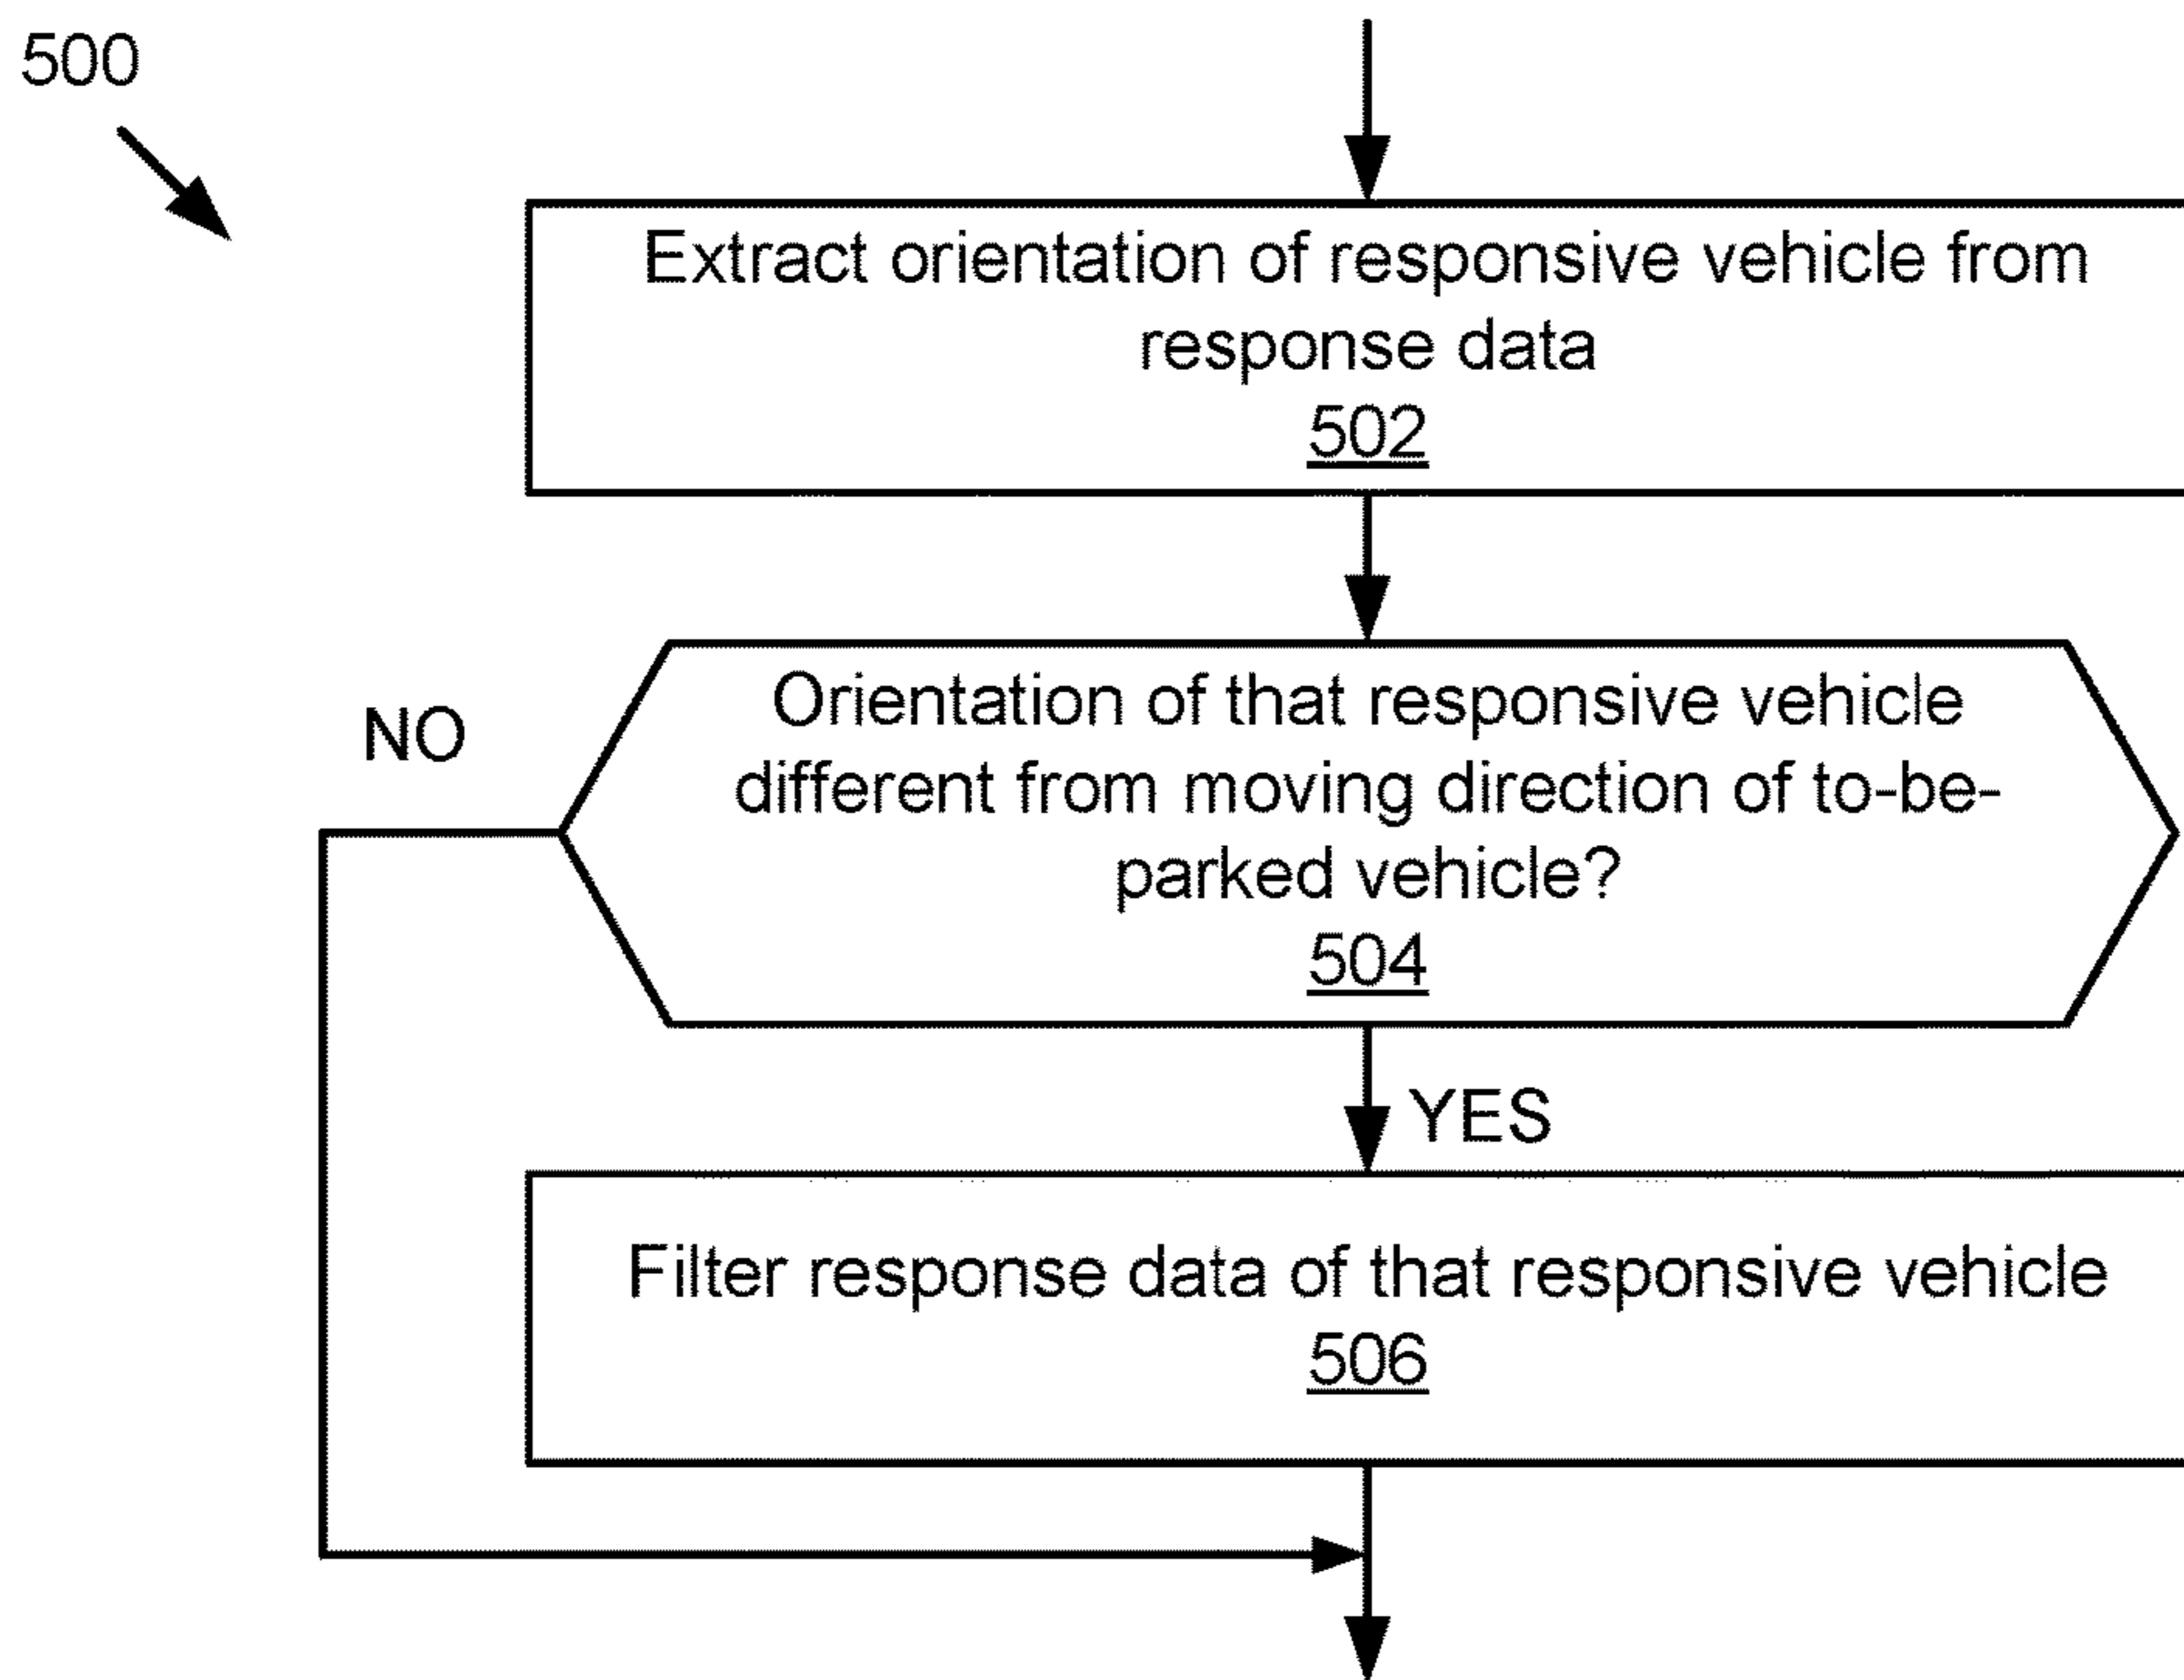 500
Extract orientation of responsive vehicle from
response data
502
Orientation of that responsive vehicle
different from moving direction of to-be-
parked vehicle?
504
NO
YES
Filter response data of that responsive vehicle
506